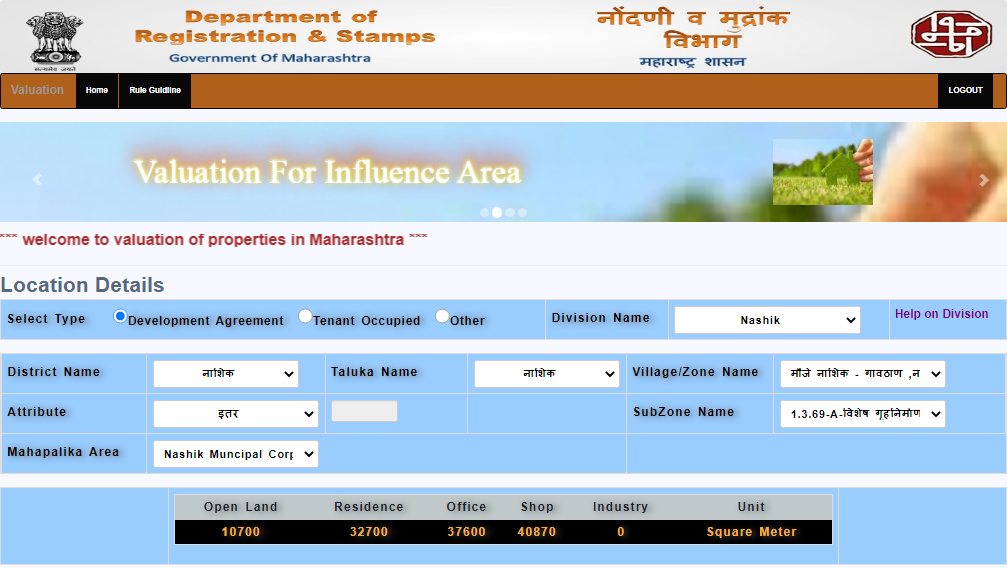 Department of
Registration & Stamps
Government Of Maharashtra
नोंदणी व मुद्रांक
विभाग
महाराष्ट्र शासन
सत्यमेव जयते
Valuation Home Rule Guidline LOGOUT
Valuation For Influence Area
*** welcome to valuation of properties in Maharashtra ***
Location Details
Select Type Development Agreement Tenant Occupied Other Division Name Nashik Help on Division
District Name नाशिक Taluka Name नाशिक Village/Zone Name मौजे नाशिक - गावठाण ,न
Attribute इतर SubZone Name 1.3.69-A-विशेष गृहनिर्माण
Mahapalika Area Nashik Muncipal Corp
Open Land Residence Office Shop Industry Unit
10700 32700 37600 40870 0 Square Meter